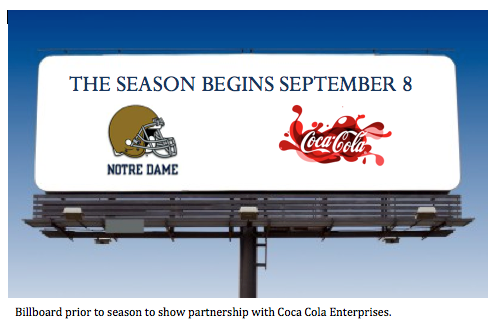 THE SEASON BEGINS SEPTEMBER 8
NOTRE DAME
Coca-Cola
Billboard prior to season to show partnership with Coca Cola Enterprises.